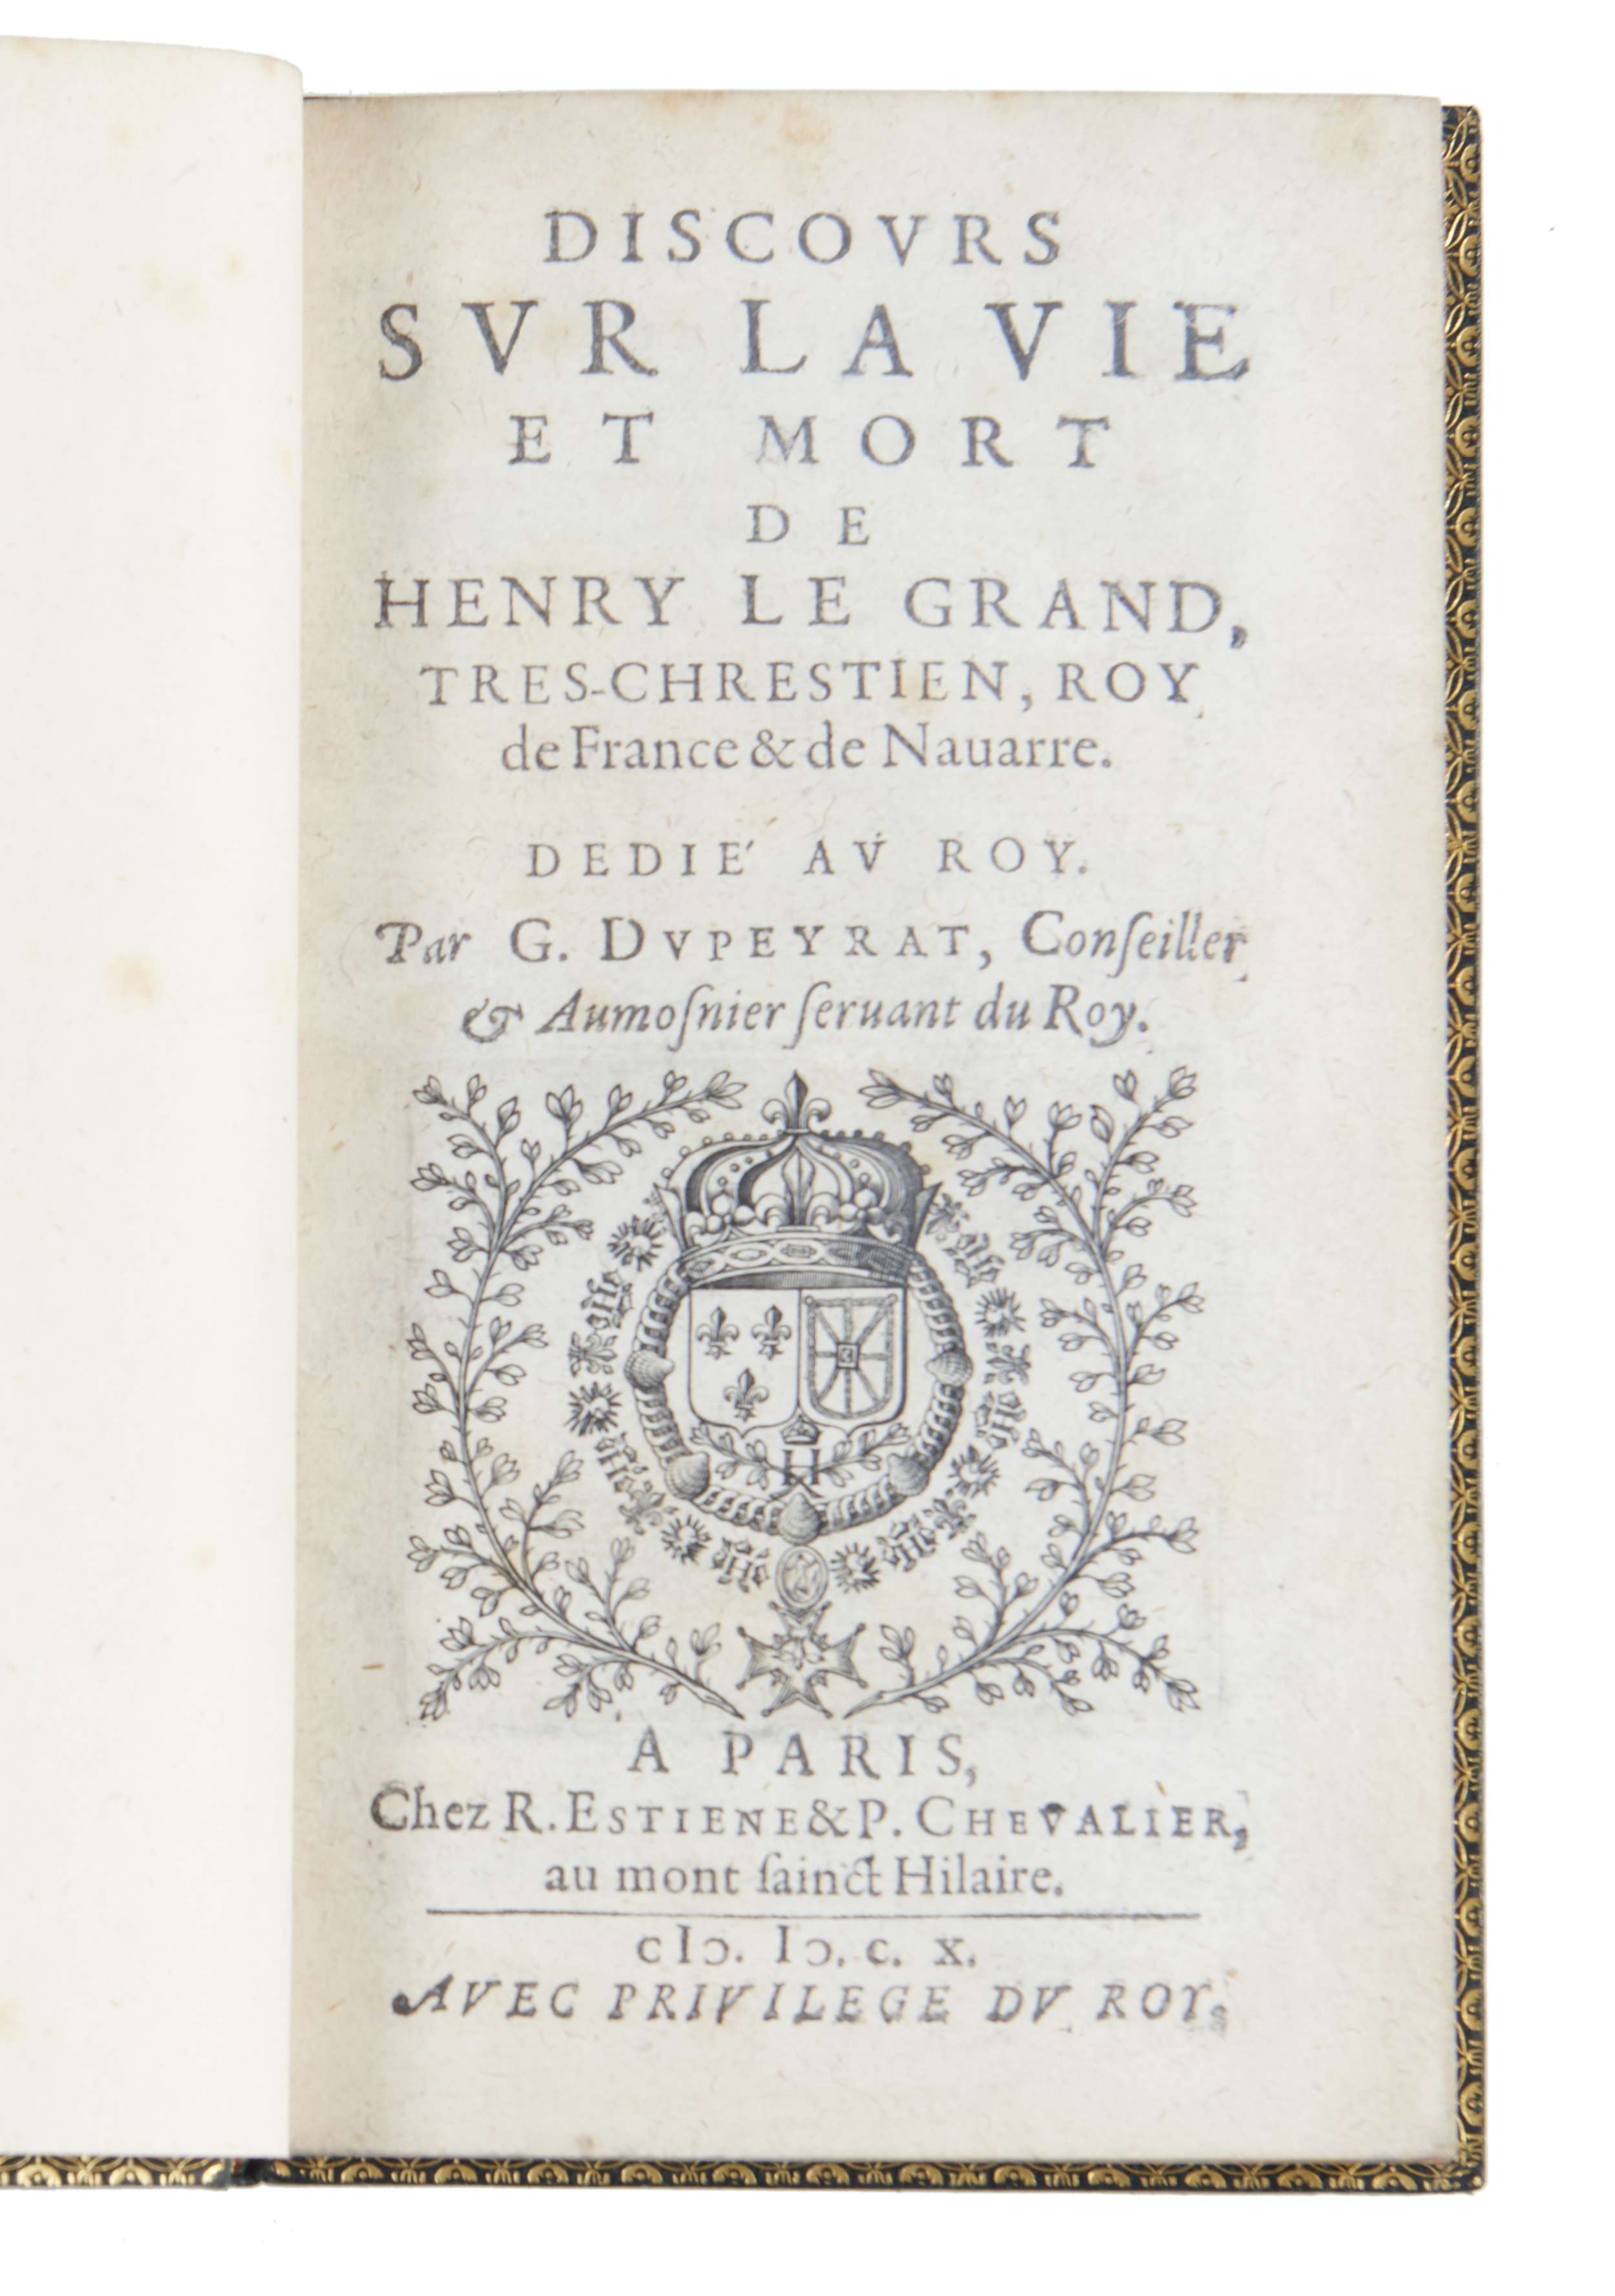 DISCOVRS
SVR LA VIE
ET MORT
DE
HENRY LE GRAND,
TRES-CHRESTIEN, ROY
de France & de Nauarre.
DEDIE' AV ROY.
Par G. DVPEYRAT, Conſeiller
& Aumoſnier ſeruant du Roy.
H
A PARIS,
Chez R. ESTIENE & P. CHEVALIER,
au mont ſainct Hilaire.
cIɔ. Iɔ. c. x.
AVEC PRIVILEGE DV ROY.